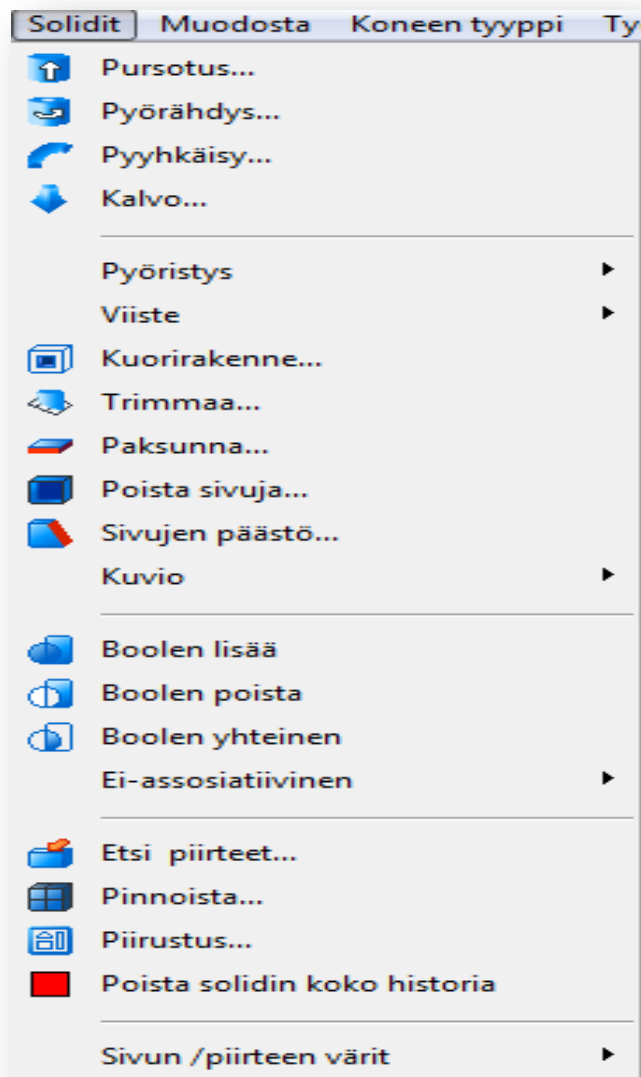 Solidit Muodosta Koneen tyyppi Ty
Pursotus...
Pyörähdys...
Pyyhkäisy...
Kalvo...
Pyöristys
Viiste
Kuorirakenne...
Trimmaa...
Paksunna...
Poista sivuja...
Sivujen päästö...
Kuvio
Boolen lisää
Boolen poista
Boolen yhteinen
Ei-assosiatiivinen
Etsi  piirteet...
Pinnoista...
Piirustus...
Poista solidin koko historia
Sivun /piirteen värit